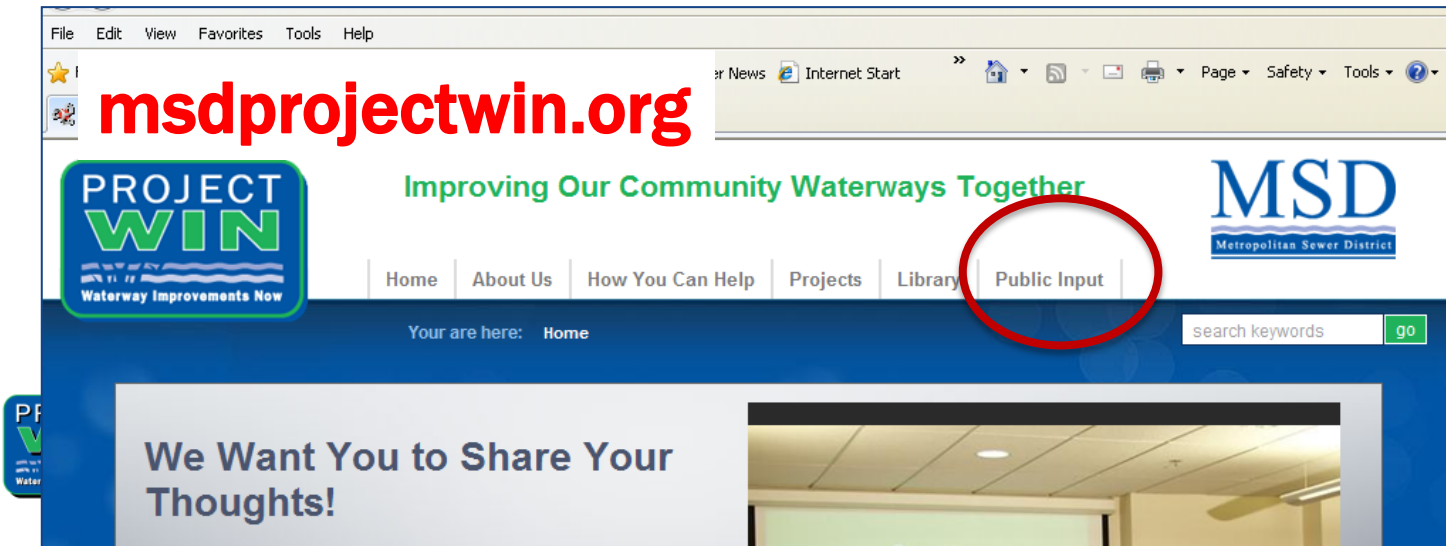 File Edit View Favorites Tools Help
er News Internet Start » Page Safety Tools
msdprojectwin.org
PROJECT
WIN
Waterway Improvements Now
Improving Our Community Waterways Together
MSD
Metropolitan Sewer District
Home About Us How You Can Help Projects Library Public Input
Your are here: Home
search keywords go
We Want You to Share Your
Thoughts!